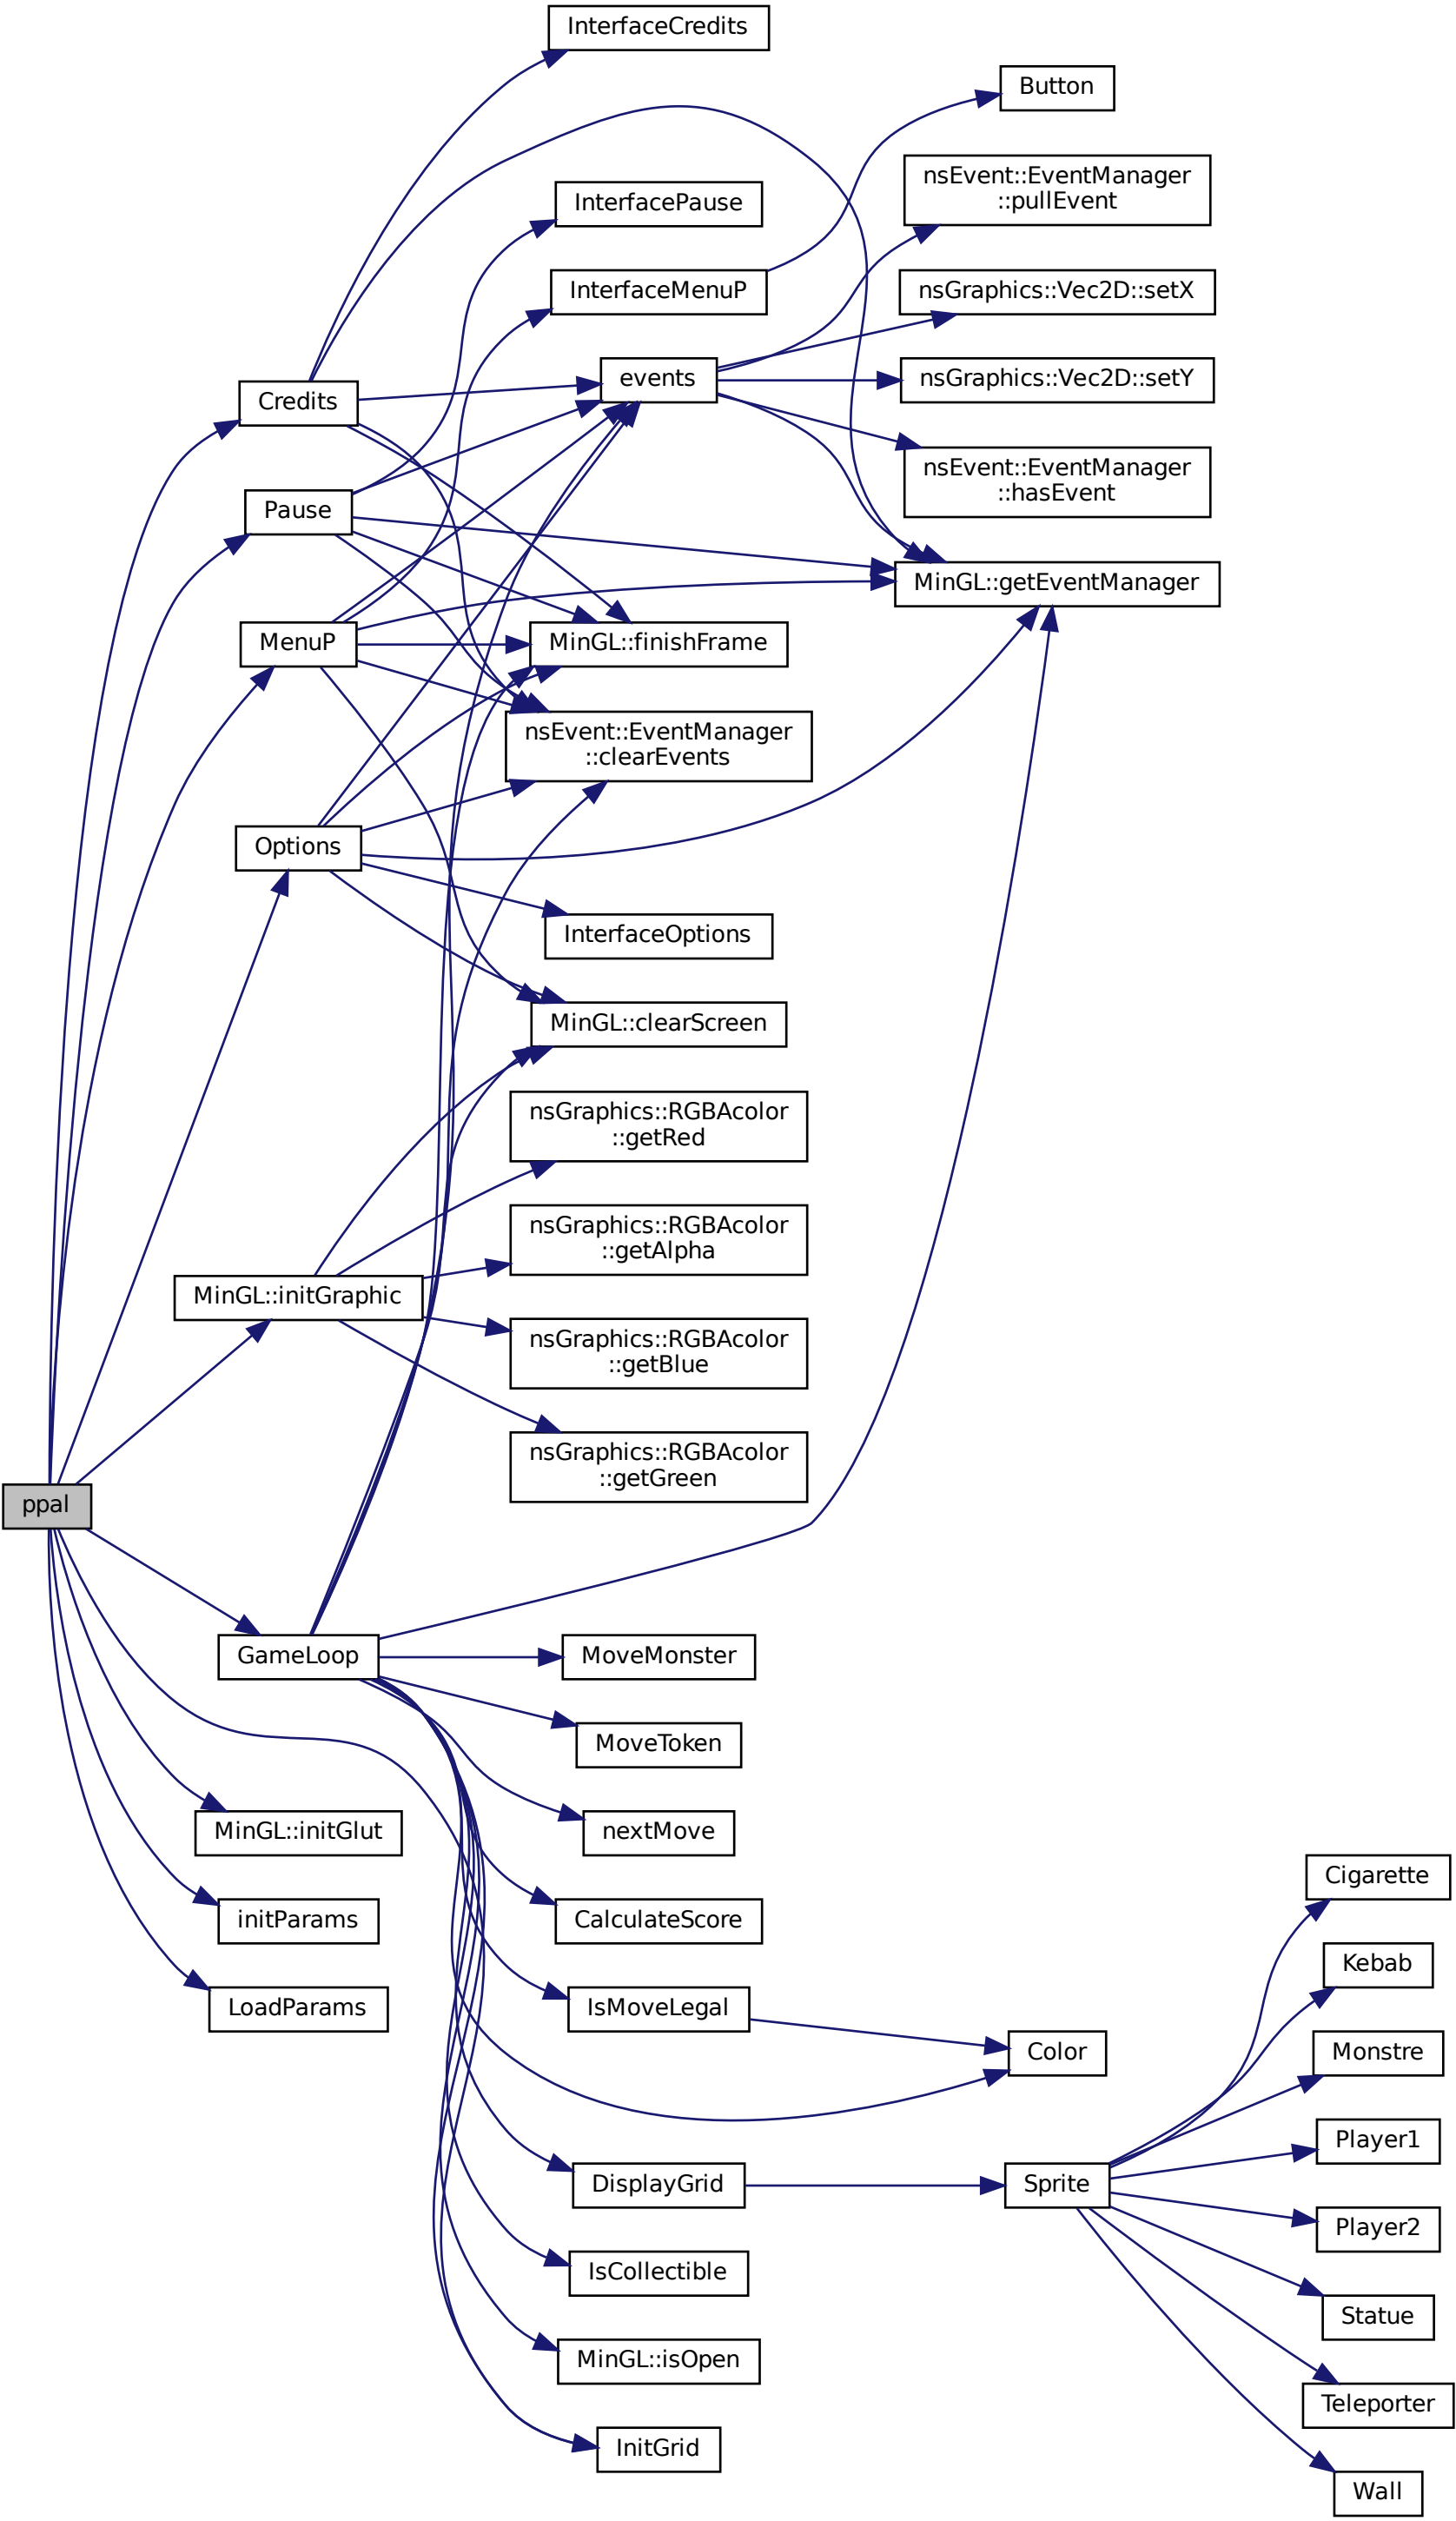 InterfaceCredits
Button
nsEvent::EventManager
::pullEvent
InterfacePause
InterfaceMenuP
nsGraphics::Vec2D::setX
events
nsGraphics::Vec2D::setY
Credits
nsEvent::EventManager
::hasEvent
Pause
MinGL::getEventManager
MenuP
MinGL::finishFrame
nsEvent::EventManager
::clearEvents
Options
InterfaceOptions
MinGL::clearScreen
nsGraphics::RGBAcolor
::getRed
nsGraphics::RGBAcolor
::getAlpha
MinGL::initGraphic
nsGraphics::RGBAcolor
::getBlue
nsGraphics::RGBAcolor
::getGreen
ppal
GameLoop
MoveMonster
MoveToken
MinGL::initGlut
nextMove
Cigarette
initParams
CalculateScore
Kebab
LoadParams
IsMoveLegal
Color
Monstre
Player1
DisplayGrid
Sprite
Player2
IsCollectible
Statue
MinGL::isOpen
Teleporter
InitGrid
Wall